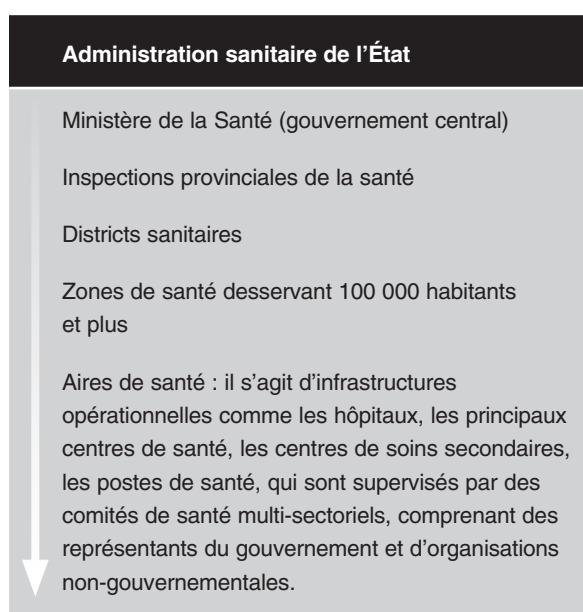 Administration sanitaire de l’État
Ministère de la Santé (gouvernement central)
Inspections provinciales de la santé
Districts sanitaires
Zones de santé desservant 100 000 habitants
et plus
Aires de santé : il s’agit d’infrastructures
opérationnelles comme les hôpitaux, les principaux
centres de santé, les centres de soins secondaires,
les postes de santé, qui sont supervisés par des
comités de santé multi-sectoriels, comprenant des
représentants du gouvernement et d’organisations
non-gouvernementales.